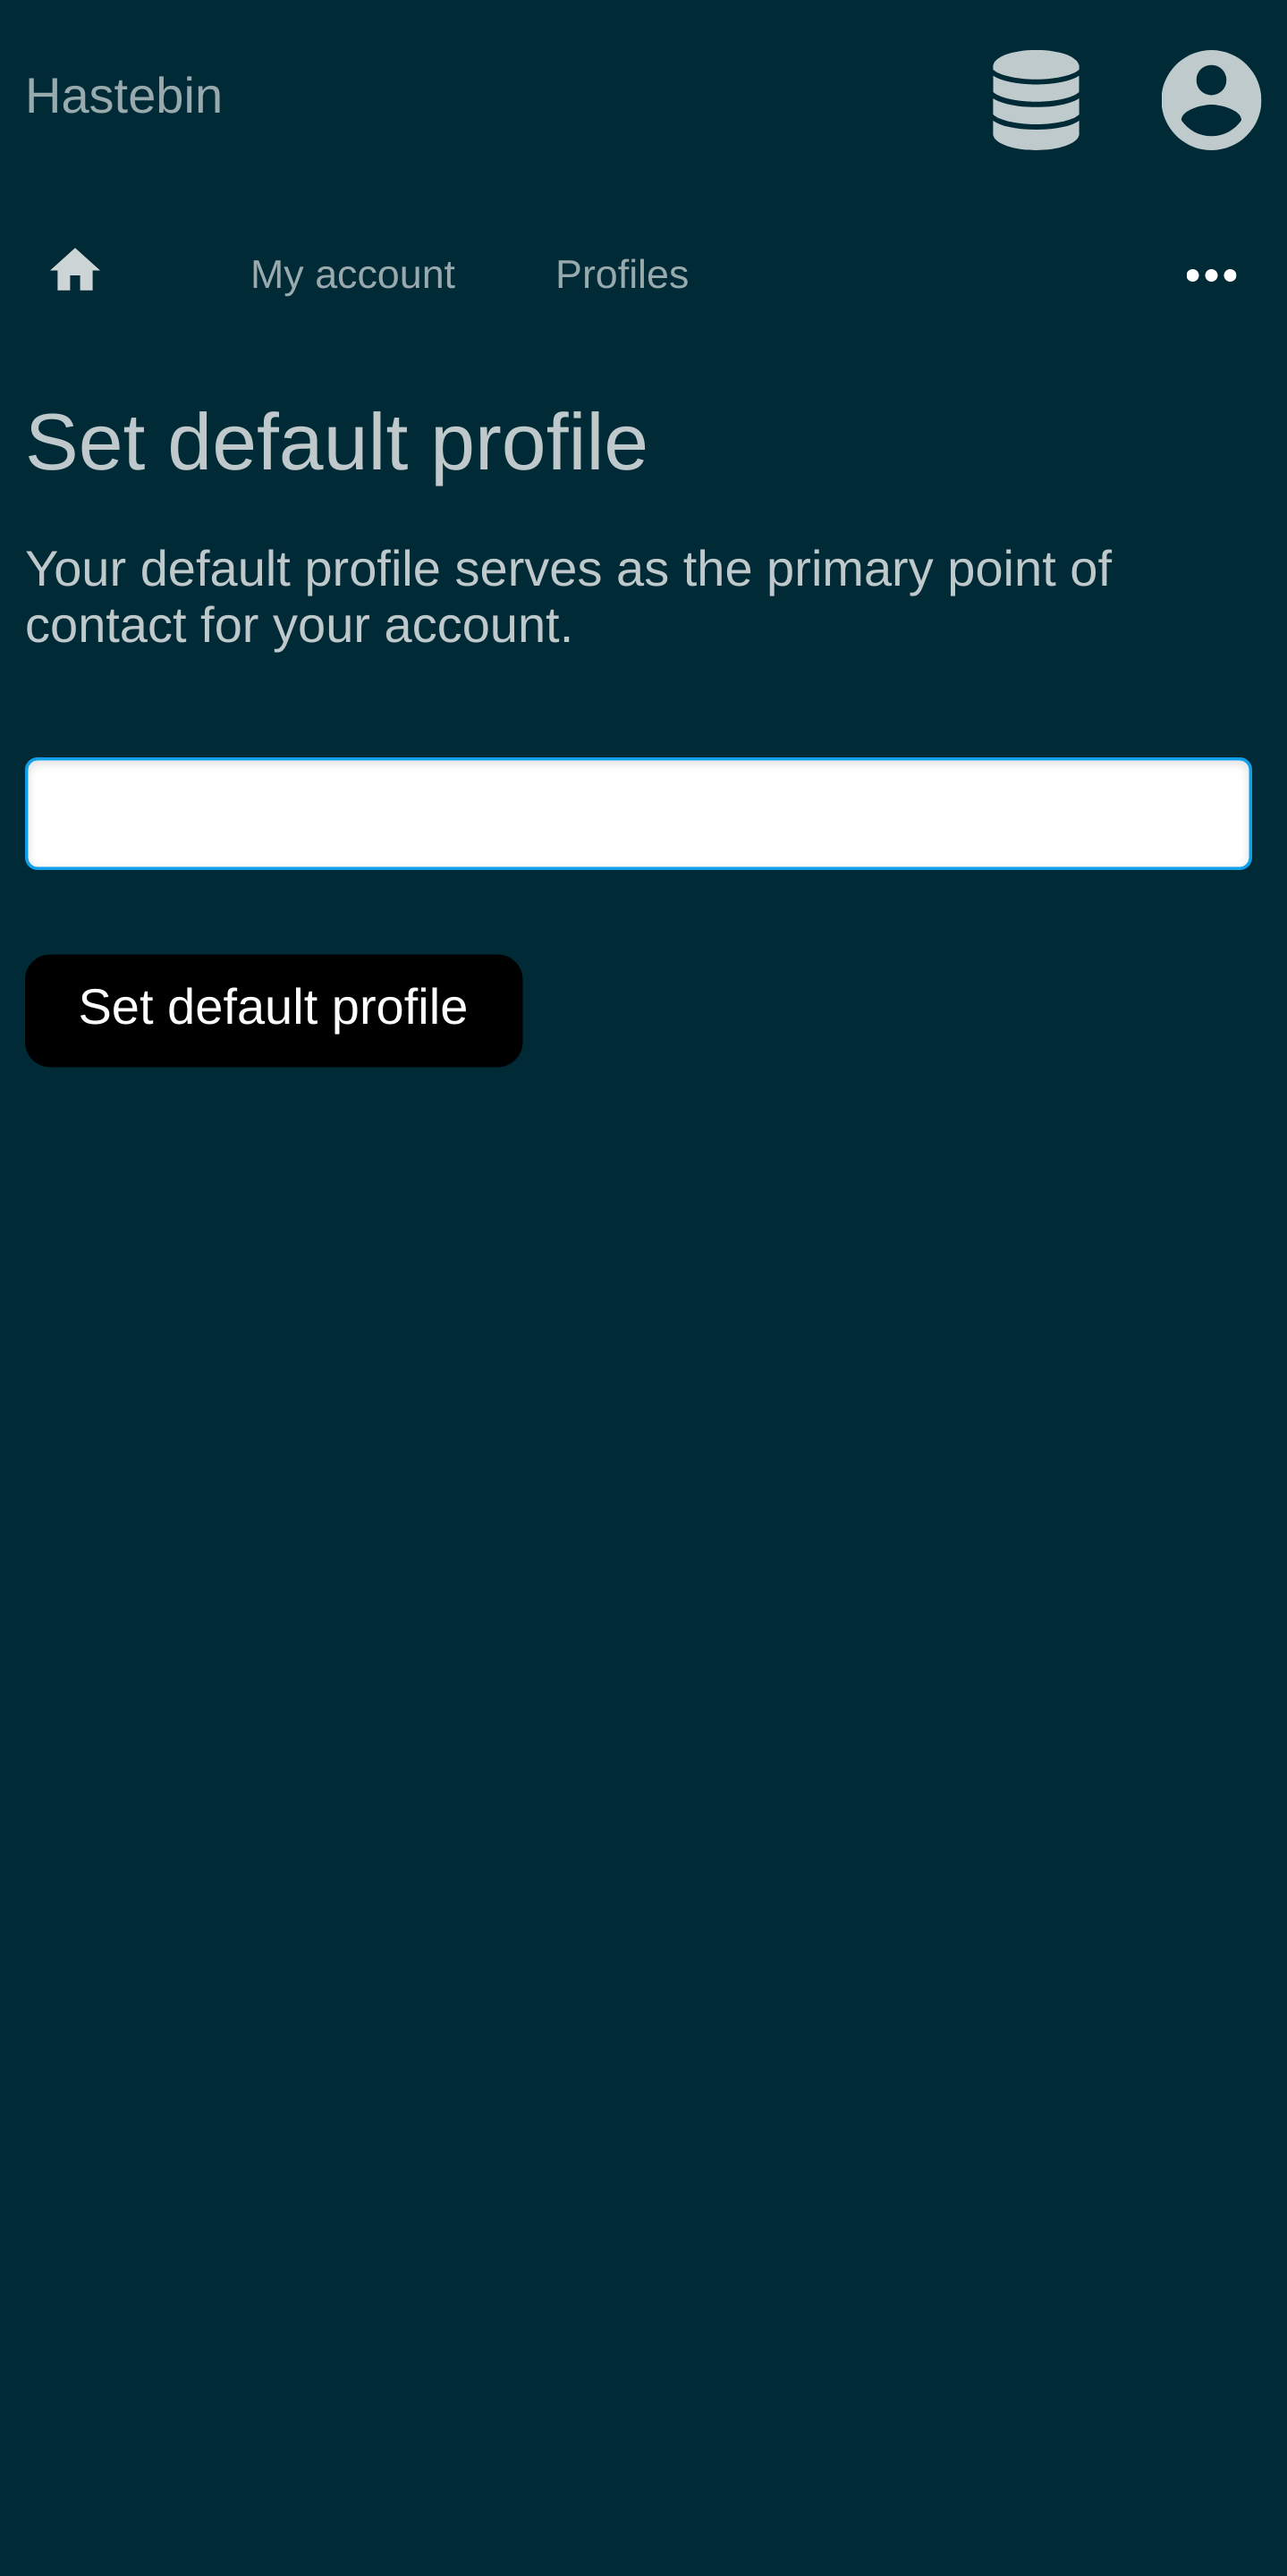 Hastebin
My account Profiles
Set default profile
Your default profile serves as the primary point of
contact for your account.
Set default profile